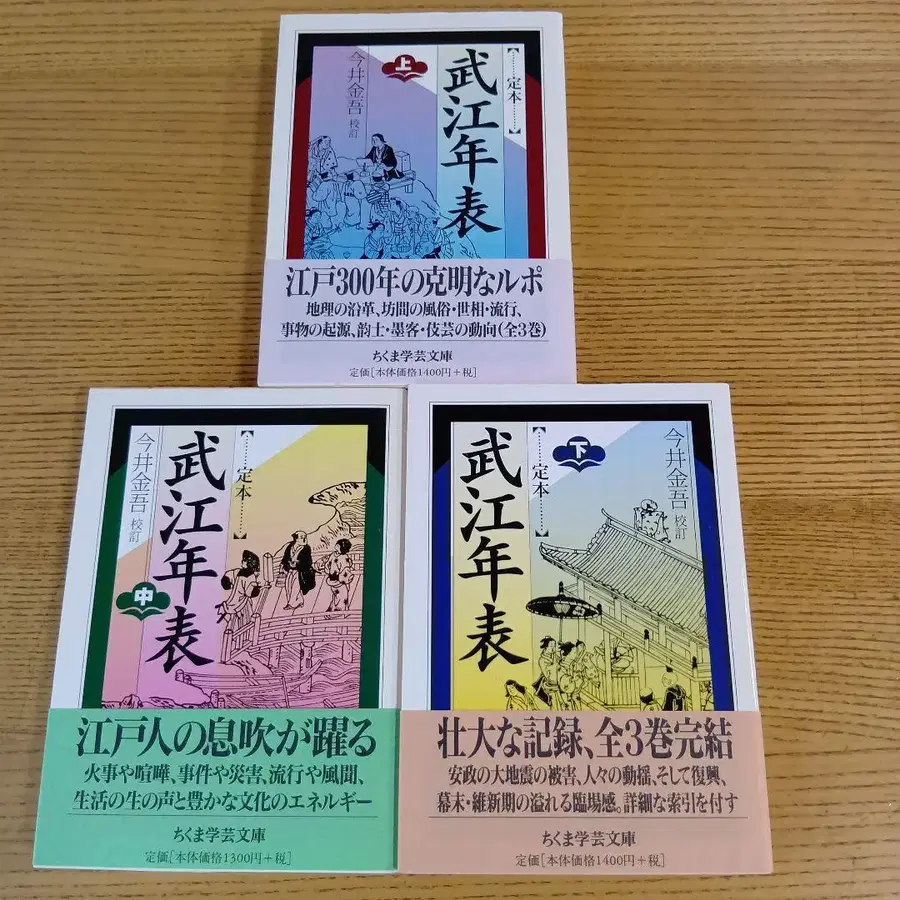 【……定本……】
武江年表
上
今井金吾 校訂
江戸300年の克明なルポ
地理の沿革、坊間の風俗・世相・流行、
事物の起源、韵士・墨客・伎芸の動向(全3巻)
ちくま学芸文庫
定価[本体価格1400円+税]
【……定本……】
武江年表
中
今井金吾 校訂
江戸人の息吹が躍る
火事や喧嘩、事件や災害、流行や風聞、
生活の生の声と豊かな文化のエネルギー
ちくま学芸文庫
定価[本体価格1300円+税]
今井金吾 校訂
下
【……定本……】
武江年表
壮大な記録、全3巻完結
安政の大地震の被害、人々の動揺、そして復興、
幕末・維新期の溢れる臨場感。詳細な索引を付す
ちくま学芸文庫
定価[本体価格1400円+税]